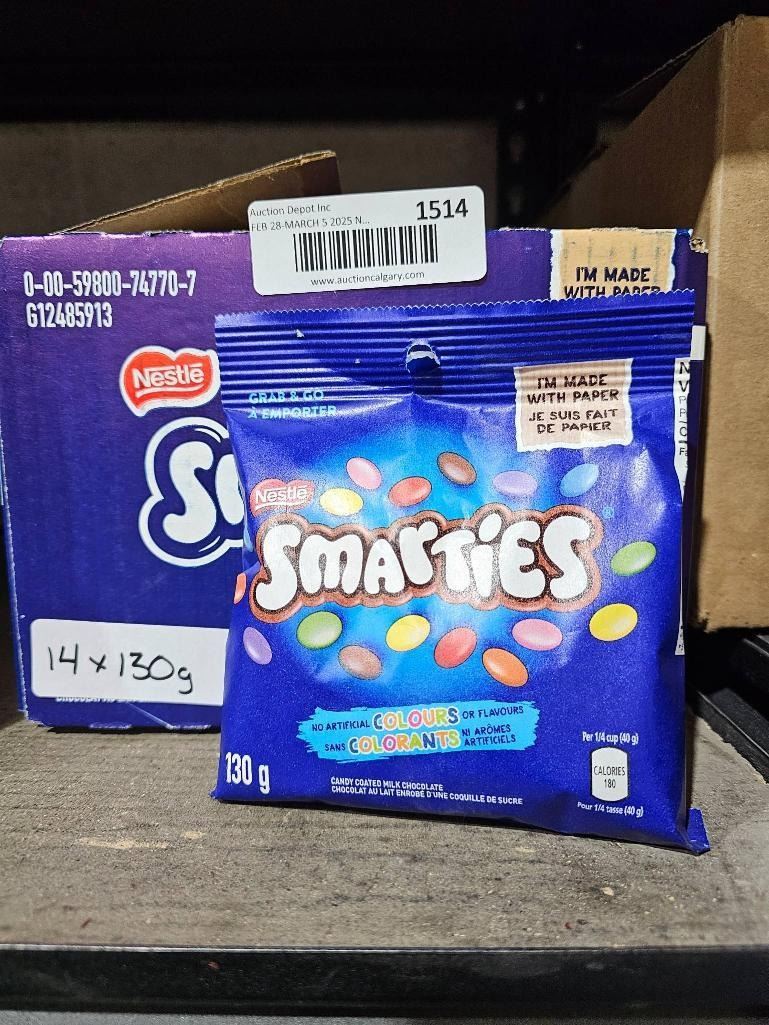 Auction Depot Inc
1514
FEB 28-MARCH 5 2025 N...
www.auctioncalgary.com
0-00-59800-74770-7
G12485913
I'M MADE
WITH PAPER
Nestlé
14 x 130g
GRAB & GO
À EMPORTER
I'M MADE
WITH PAPER
JE SUIS FAIT
DE PAPIER
Nestlé
SMARTIES®
NO ARTIFICIAL COLOURS OR FLAVOURS
SANS COLORANTS NI ARÔMES ARTIFICIELS
130 g
CANDY COATED MILK CHOCOLATE
CHOCOLAT AU LAIT ENROBÉ D'UNE COQUILLE DE SUCRE
Per 1/4 cup (40 g)
CALORIES
180
Pour 1/4 tasse (40 g)